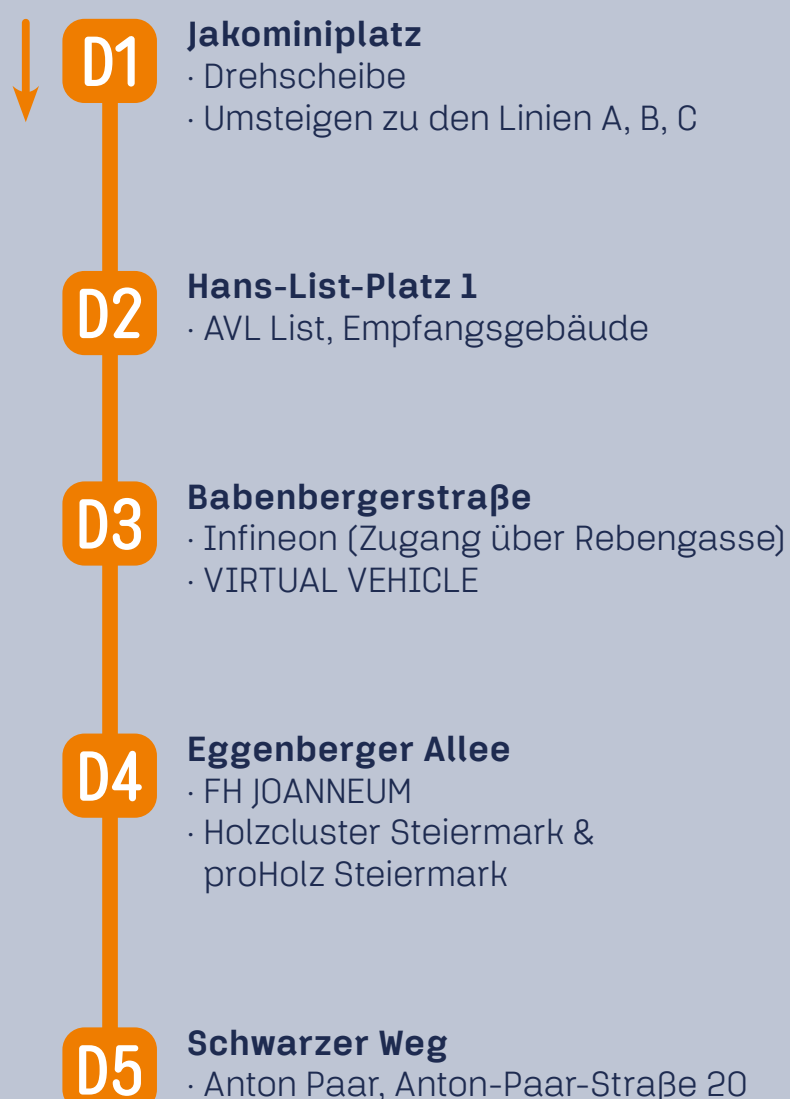 D1
Jakominiplatz
· Drehscheibe
· Umsteigen zu den Linien A, B, C
D2
Hans-List-Platz 1
· AVL List, Empfangsgebäude
D3
Babenbergerstraße
· Infineon (Zugang über Rebengasse)
· VIRTUAL VEHICLE
D4
Eggenberger Allee
· FH JOANNEUM
· Holzcluster Steiermark &
proHolz Steiermark
D5
Schwarzer Weg
· Anton Paar, Anton-Paar-Straße 20